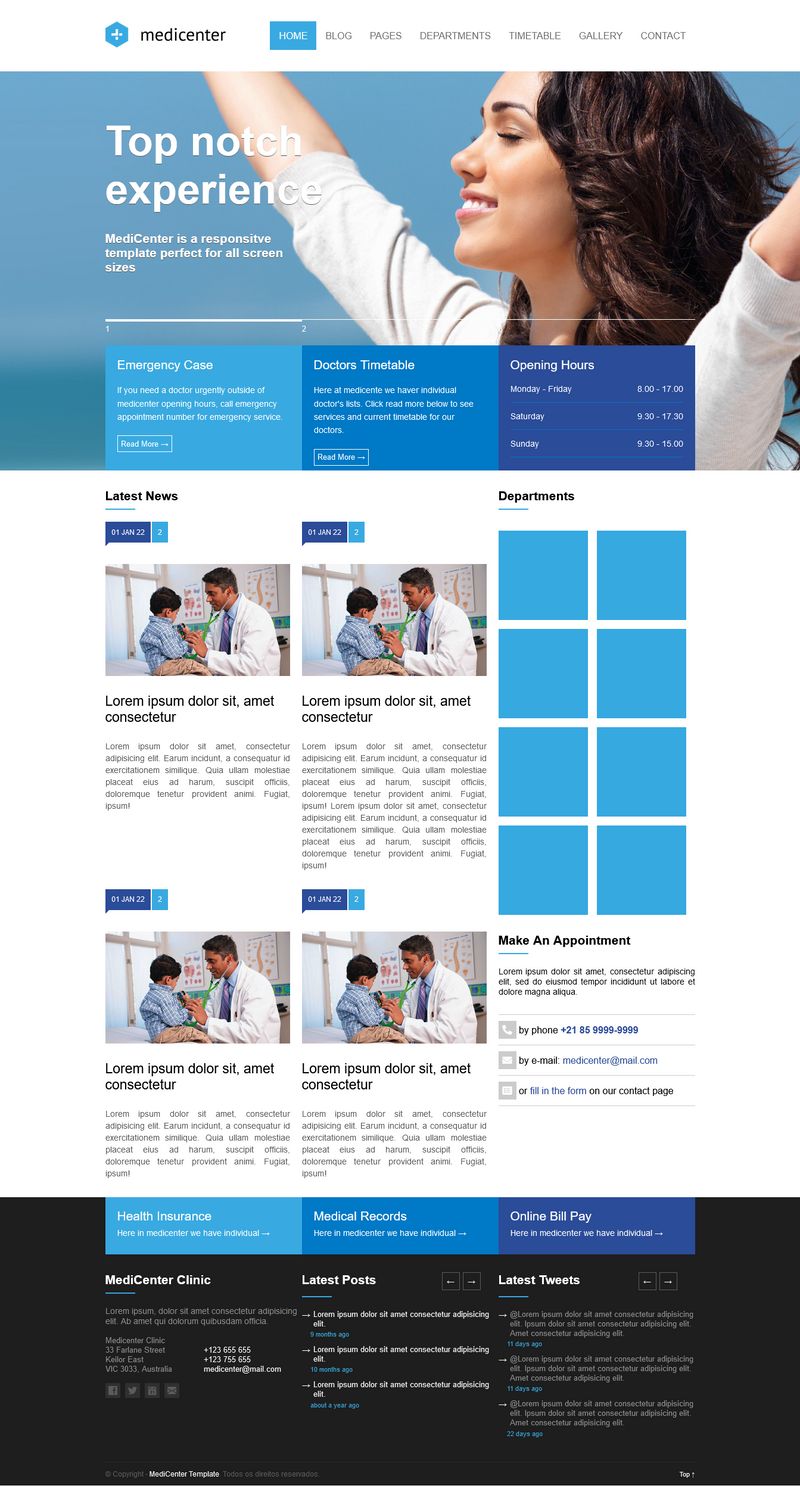 medicenter
HOME BLOG PAGES DEPARTMENTS TIMETABLE GALLERY CONTACT
Top notch
experience
MediCenter is a responsitve
template perfect for all screen
sizes
1 2
Emergency Case
If you need a doctor urgently outside of
medicenter opening hours, call emergency
appointment number for emergency service.
Read More →
Doctors Timetable
Here at medicente we haver individual
doctor's lists. Click read more below to see
services and current timetable for our
doctors.
Read More →
Opening Hours
Monday - Friday 8.00 - 17.00
Saturday 9.30 - 17.30
Sunday 9.30 - 15.00
Latest News
01 JAN 22 2
Lorem ipsum dolor sit, amet
consectetur
Lorem ipsum dolor sit amet, consectetur
adipisicing elit. Earum incidunt, a consequatur id
exercitationem similique. Quia ullam molestiae
placeat eius ad harum, suscipit officiis,
doloremque tenetur provident animi. Fugiat,
ipsum!
01 JAN 22 2
Lorem ipsum dolor sit, amet
consectetur
Lorem ipsum dolor sit amet, consectetur
adipisicing elit. Earum incidunt, a consequatur id
exercitationem similique. Quia ullam molestiae
placeat eius ad harum, suscipit officiis,
doloremque tenetur provident animi. Fugiat,
ipsum! Lorem ipsum dolor sit amet, consectetur
adipisicing elit. Earum incidunt, a consequatur id
exercitationem similique. Quia ullam molestiae
placeat eius ad harum, suscipit officiis,
doloremque tenetur provident animi. Fugiat,
ipsum!
01 JAN 22 2
Lorem ipsum dolor sit, amet
consectetur
Lorem ipsum dolor sit amet, consectetur
adipisicing elit. Earum incidunt, a consequatur id
exercitationem similique. Quia ullam molestiae
placeat eius ad harum, suscipit officiis,
doloremque tenetur provident animi. Fugiat,
ipsum!
01 JAN 22 2
Lorem ipsum dolor sit, amet
consectetur
Lorem ipsum dolor sit amet, consectetur
adipisicing elit. Earum incidunt, a consequatur id
exercitationem similique. Quia ullam molestiae
placeat eius ad harum, suscipit officiis,
doloremque tenetur provident animi. Fugiat,
ipsum!
Departments
Make An Appointment
Lorem ipsum dolor sit amet, consectetur adipiscing
elit, sed do eiusmod tempor incididunt ut labore et
dolore magna aliqua.
by phone +21 85 9999-9999
by e-mail: medicenter@mail.com
or fill in the form on our contact page
Health Insurance
Here in medicenter we have individual →
Medical Records
Here in medicenter we have individual →
Online Bill Pay
Here in medicenter we have individual →
MediCenter Clinic
Lorem ipsum, dolor sit amet consectetur adipisicing
elit. Ab amet qui dolorum quibusdam officia.
Medicenter Clinic
33 Farlane Street +123 655 655
Keilor East +123 755 655
VIC 3033, Australia medicenter@mail.com
Latest Posts ← →
→ Lorem ipsum dolor sit amet consectetur adipisicing
elit.
9 months ago
→ Lorem ipsum dolor sit amet consectetur adipisicing
elit.
10 months ago
→ Lorem ipsum dolor sit amet consectetur adipisicing
elit.
about a year ago
Latest Tweets ← →
→ @Lorem ipsum dolor sit amet consectetur adipisicing
elit. Ipsum dolor sit amet consectetur adipisicing elit.
Amet consectetur adipisicing elit.
11 days ago
→ @Lorem ipsum dolor sit amet consectetur adipisicing
elit. Ipsum dolor sit amet consectetur adipisicing elit.
Amet consectetur adipisicing elit.
11 days ago
→ @Lorem ipsum dolor sit amet consectetur adipisicing
elit. Ipsum dolor sit amet consectetur adipisicing elit.
Amet consectetur adipisicing elit.
22 days ago
© Copyright - MediCenter Template. Todos os direitos reservados. Top ↑